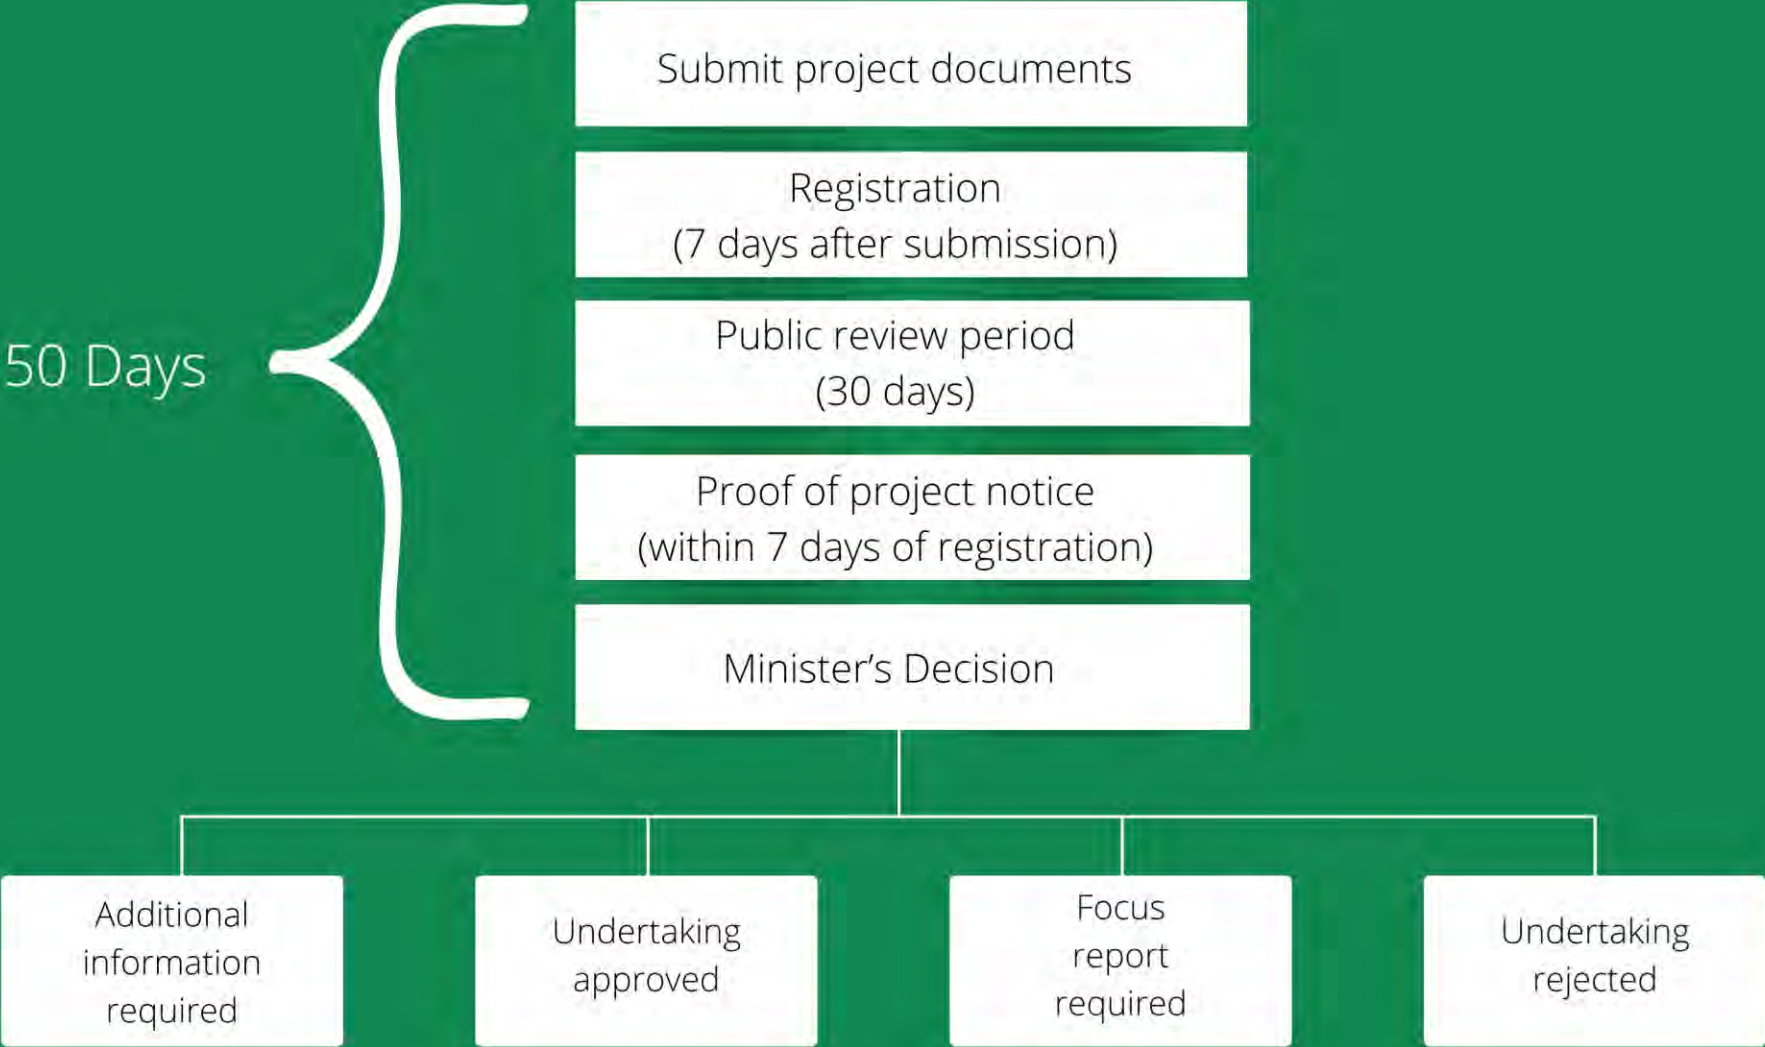 Submit project documents
Registration
(7 days after submission)
Public review period
(30 days)
50 Days
Proof of project notice
(within 7 days of registration)
Minister’s Decision
Additional
information
required
Undertaking
approved
Focus
report
required
Undertaking
rejected